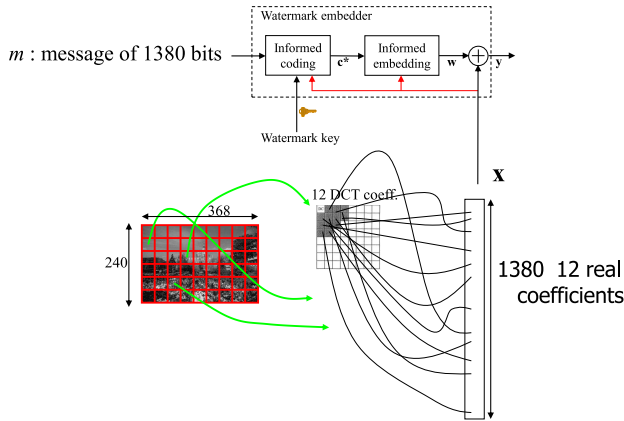 Watermark embedder
m : message of 1380 bits
Informed
coding
c*
Informed
embedding
w
y
Watermark key
x
12 DCT coeff.
DC
368
240
1380 12 real
coefficients